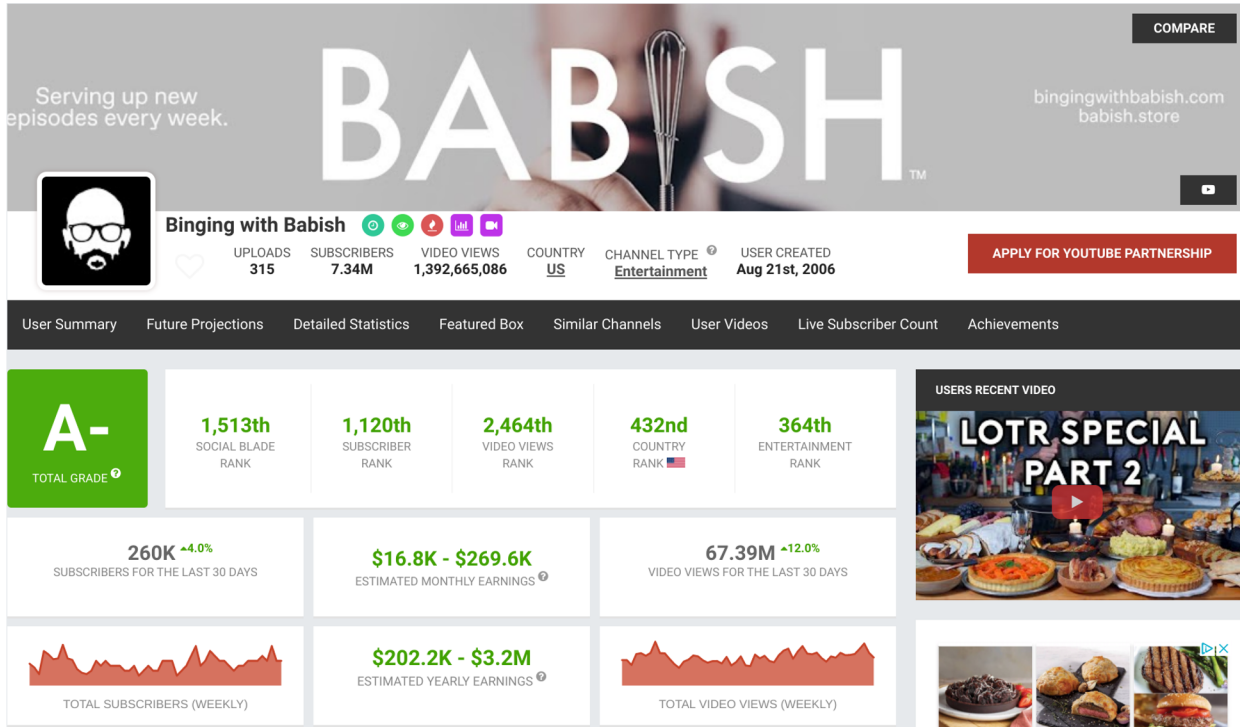 COMPARE
Serving up new
episodes every week.
BABISH
TM
bingingwithbabish.com
babish.store
Binging with Babish
UPLOADS
315
SUBSCRIBERS
7.34M
VIDEO VIEWS
1,392,665,086
COUNTRY
US
CHANNEL TYPE ?
Entertainment
USER CREATED
Aug 21st, 2006
APPLY FOR YOUTUBE PARTNERSHIP
User Summary
Future Projections
Detailed Statistics
Featured Box
Similar Channels
User Videos
Live Subscriber Count
Achievements
A-
TOTAL GRADE ?
1,513th
SOCIAL BLADE
RANK
1,120th
SUBSCRIBER
RANK
2,464th
VIDEO VIEWS
RANK
432nd
COUNTRY
RANK
364th
ENTERTAINMENT
RANK
USERS RECENT VIDEO
LOTR SPECIAL
PART 2
260K 4.0%
SUBSCRIBERS FOR THE LAST 30 DAYS
$16.8K - $269.6K
ESTIMATED MONTHLY EARNINGS ?
67.39M 12.0%
VIDEO VIEWS FOR THE LAST 30 DAYS
TOTAL SUBSCRIBERS (WEEKLY)
$202.2K - $3.2M
ESTIMATED YEARLY EARNINGS ?
TOTAL VIDEO VIEWS (WEEKLY)